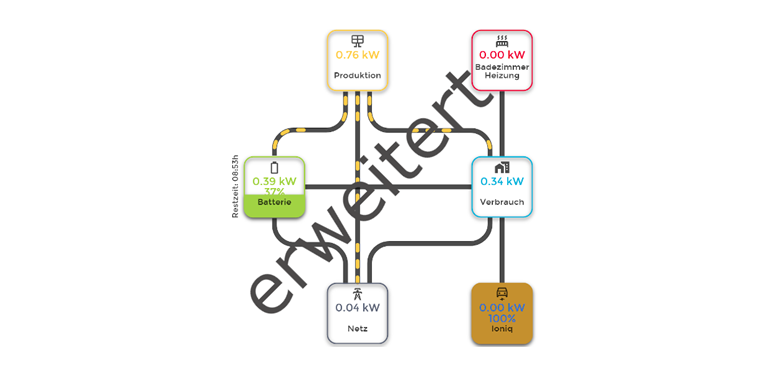 0.76 kW
Produktion
0.00 kW
Badezimmer
Heizung
erweitert
Restzeit: 08:53h
0.39 kW
37%
Batterie
0.34 kW
Verbrauch
0.04 kW
Netz
0.00 kW
100%
Ioniq